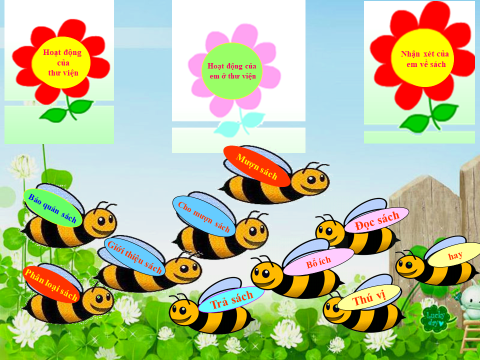 Hoạt động
của
thư viện
Hoạt động của
em ở thư viện
Nhận xét của
em về sách
Mượn sách
Bảo quản sách
Cho mượn sách
Đọc sách
Giới thiệu sách
Bổ ích
hay
Phân loại sách
Trả sách
Thú vị
Lucky
day